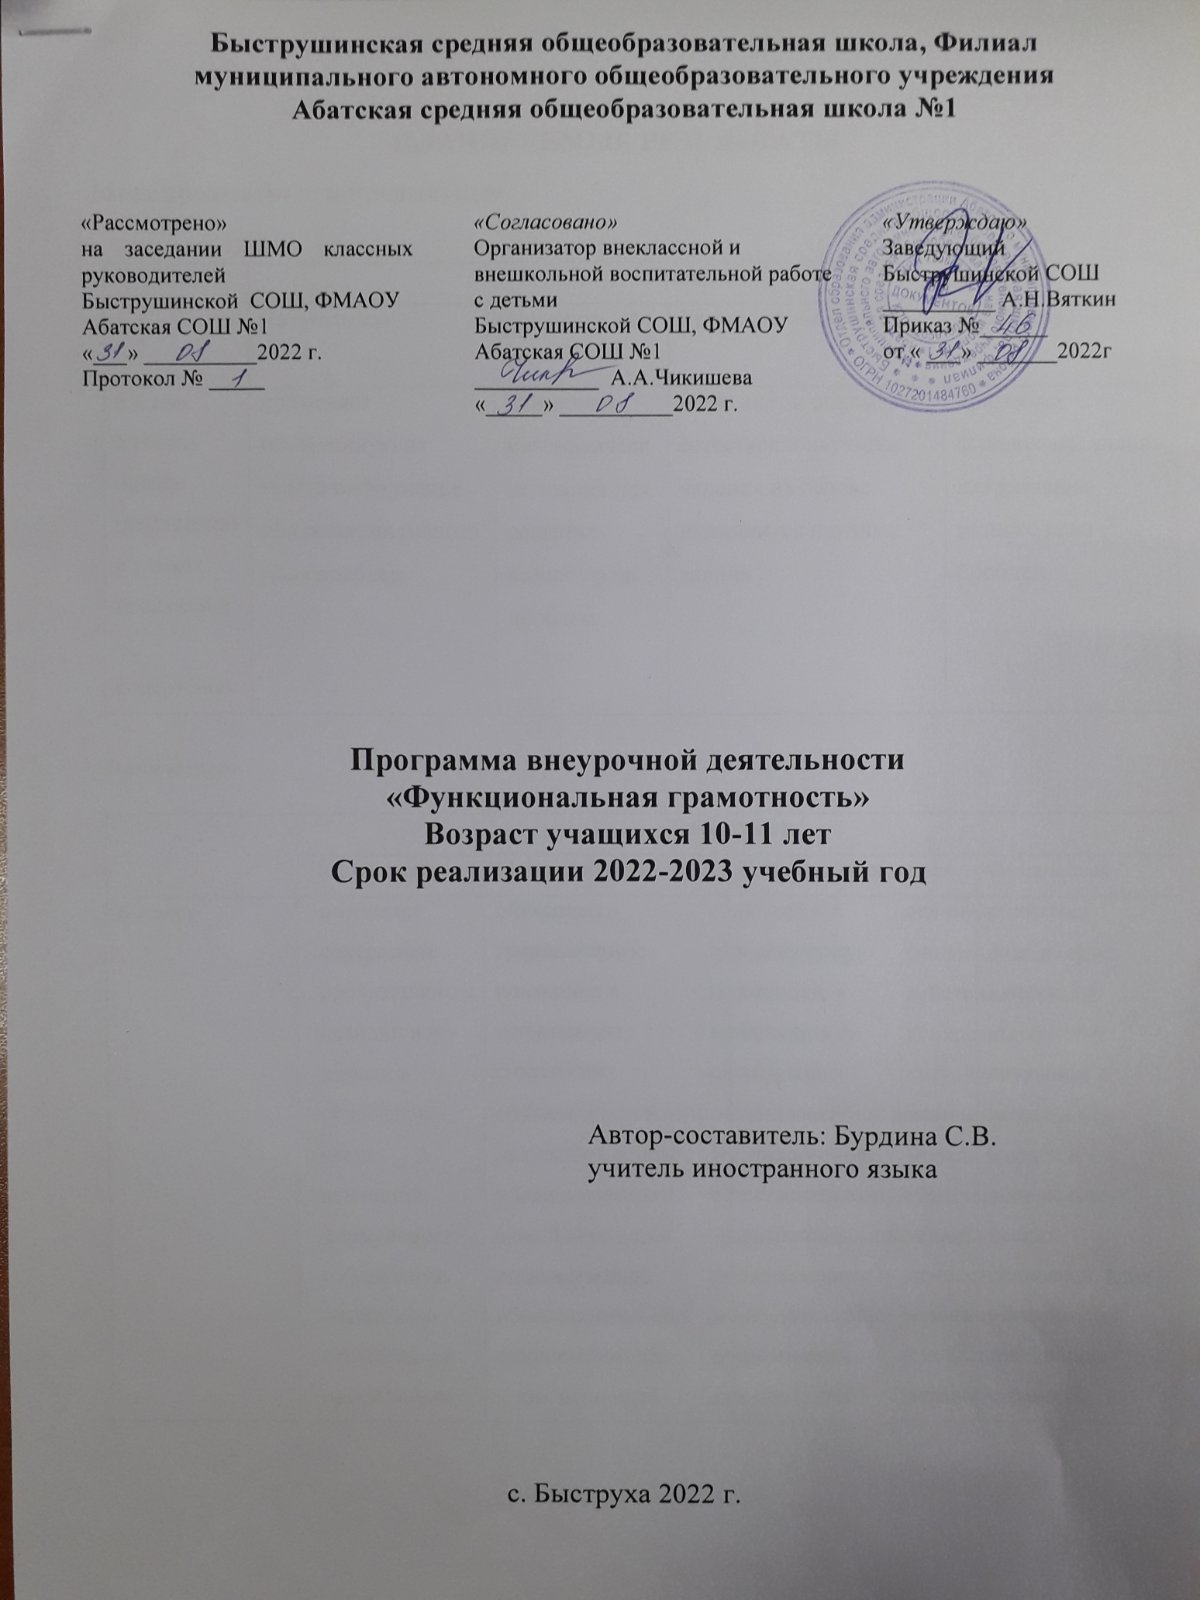 Быструшинская средняя общеобразовательная школа, Филиал
муниципального автономного общеобразовательного учреждения
Абатская средняя общеобразовательная школа №1
«Рассмотрено»
на заседании ШМО классных
руководителей
Быструшинской СОШ, ФМАОУ
Абатская СОШ №1
«31» 08 2022 г.
Протокол № 1
«Согласовано»
Организатор внеклассной и
внешкольной воспитательной работе
с детьми
Быструшинской СОШ, ФМАОУ
Абатская СОШ №1
А.А.Чикишева
«31» 08 2022 г.
«Утверждаю»
Заведующий
Быструшинской СОШ
А.Н.Вяткин
Приказ № 46
от « 31 » 08 2022г
ОГРН 1027201484760
Программа внеурочной деятельности
«Функциональная грамотность»
Возраст учащихся 10-11 лет
Срок реализации 2022-2023 учебный год
Автор-составитель: Бурдина С.В.
учитель иностранного языка
с. Быструха 2022 г.